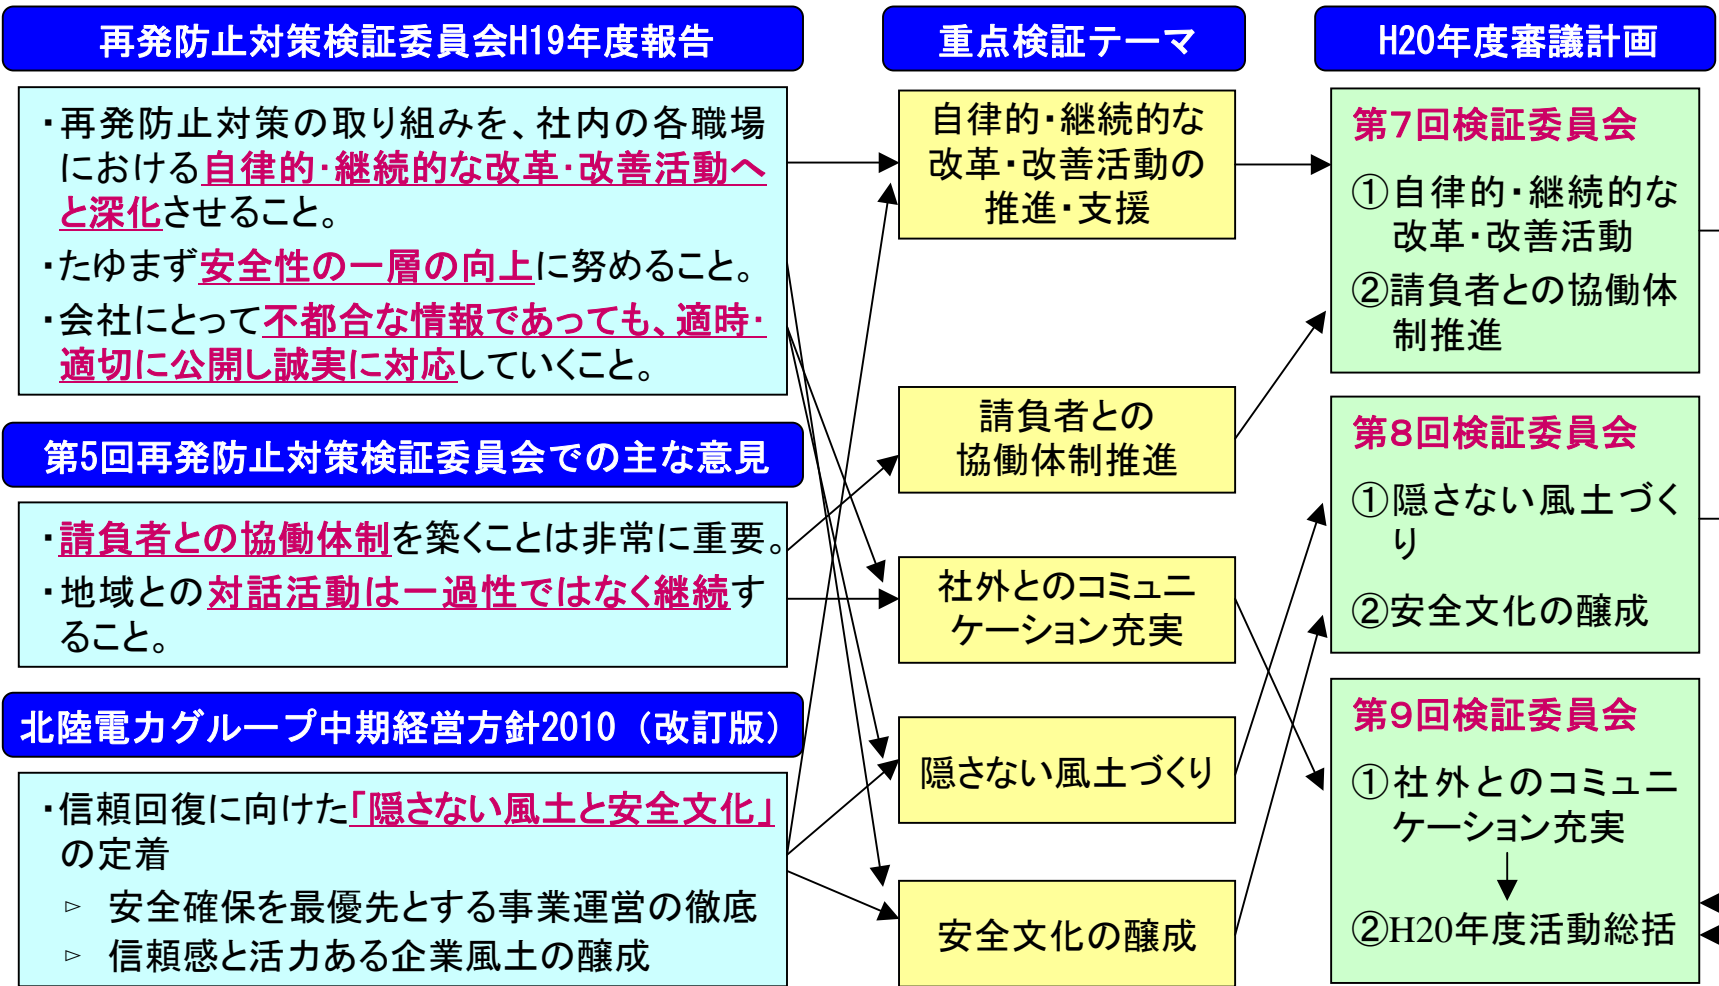 再発防止対策検証委員会H19年度報告
・再発防止対策の取り組みを、社内の各職場
における自律的・継続的な改革・改善活動へ
と深化させること。
・たゆまず安全性の一層の向上に努めること。
・会社にとって不都合な情報であっても、適時・
適切に公開し誠実に対応していくこと。
第5回再発防止対策検証委員会での主な意見
・請負者との協働体制を築くことは非常に重要。
・地域との対話活動は一過性ではなく継続す
ること。
北陸電力グループ中期経営方針2010（改訂版）
・信頼回復に向けた「隠さない風土と安全文化」
の定着
▻ 安全確保を最優先とする事業運営の徹底
▻ 信頼感と活力ある企業風土の醸成
重点検証テーマ
自律的・継続的な
改革・改善活動の
推進・支援
請負者との
協働体制推進
社外とのコミュニ
ケーション充実
隠さない風土づくり
安全文化の醸成
H20年度審議計画
第７回検証委員会
①自律的・継続的な
改革・改善活動
②請負者との協働体
制推進
第８回検証委員会
①隠さない風土づく
り
②安全文化の醸成
第９回検証委員会
①社外とのコミュニ
ケーション充実
②H20年度活動総括